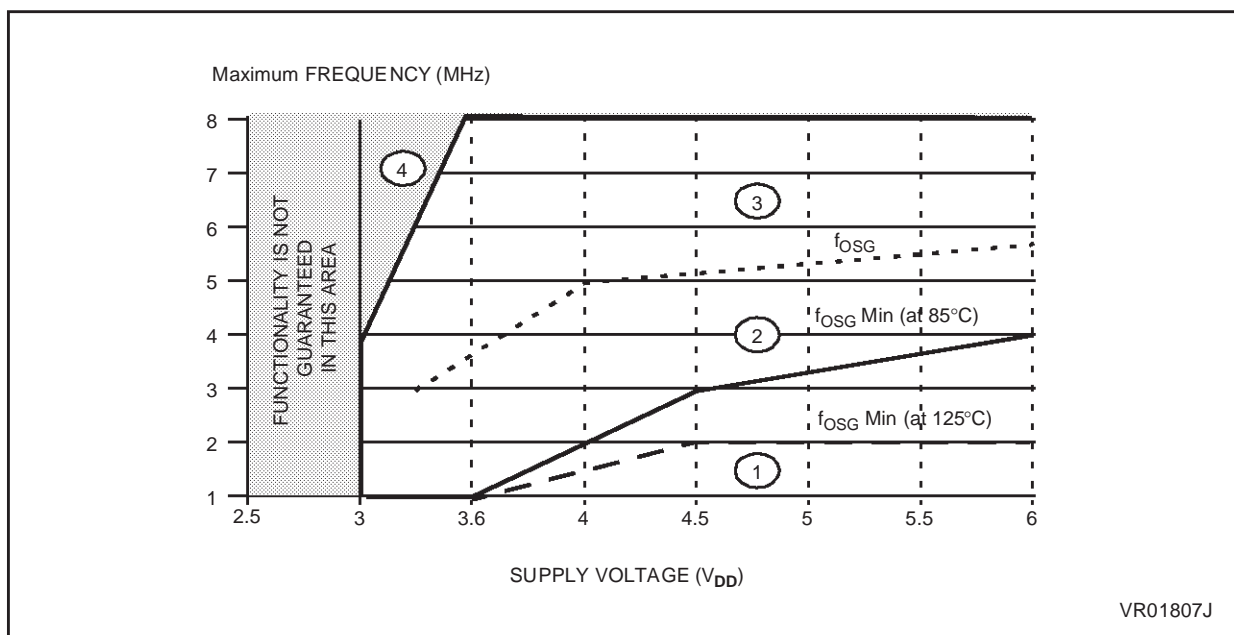 Maximum FREQUENCY (MHz)
8
7
6
5
4
3
2
1
2.5
3
3.6
4
4.5
5
5.5
6
FUNCTIONALITY IS NOT
GUARANTEED
IN THIS AREA
4
3
fOSG
2
fOSG Min (at 85°C)
fOSG Min (at 125°C)
1
SUPPLY VOLTAGE (VDD)
VR01807J